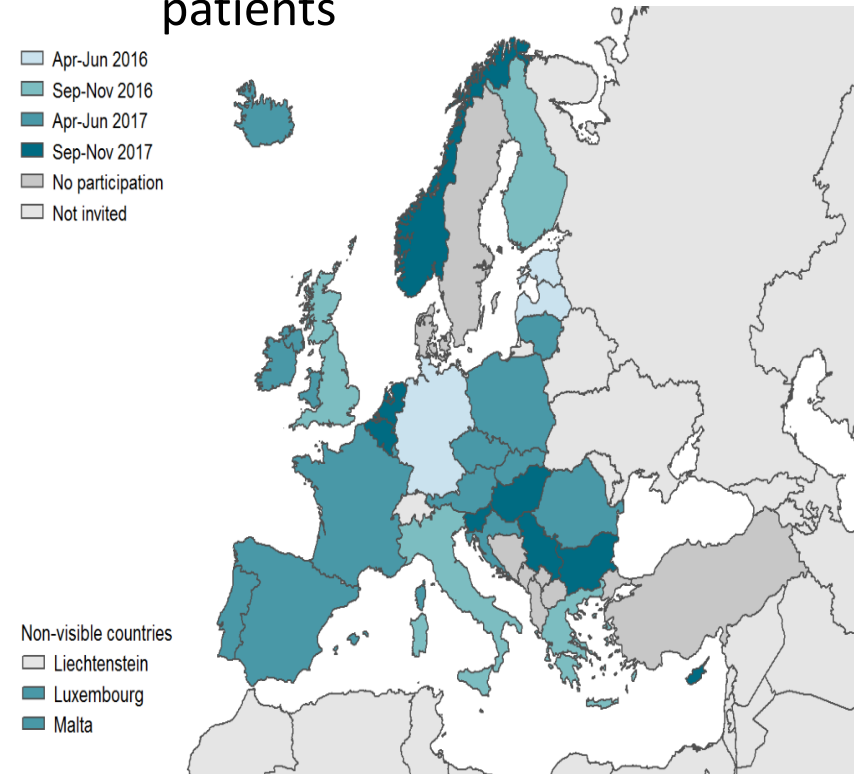 patients
Apr-Jun 2016
Sep-Nov 2016
Apr-Jun 2017
Sep-Nov 2017
No participation
Not invited
Non-visible countries
Liechtenstein
Luxembourg
Malta